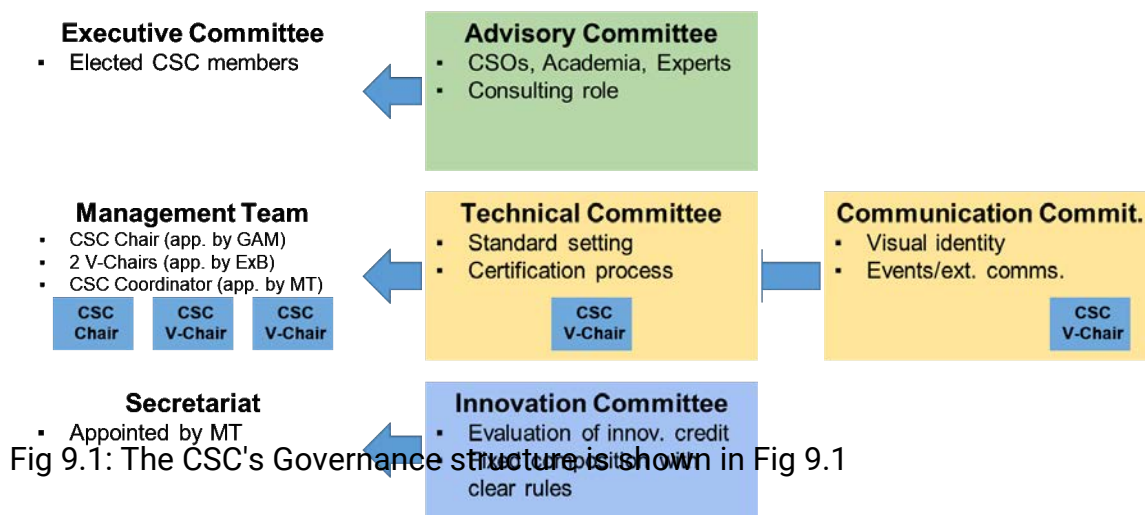 Executive Committee
▪ Elected CSC members
Advisory Committee
▪ CSOs, Academia, Experts
▪ Consulting role
Management Team
▪ CSC Chair (app. by GAM)
▪ 2 V-Chairs (app. by ExB)
▪ CSC Coordinator (app. by MT)
CSC
Chair
CSC
V-Chair
CSC
V-Chair
Technical Committee
▪ Standard setting
▪ Certification process
CSC
V-Chair
Communication Commit.
▪ Visual identity
▪ Events/ext. comms.
CSC
V-Chair
Secretariat
▪ Appointed by MT
Innovation Committee
▪ Evaluation of innov. credit
▪ Fixed composition with
clear rules
Fig 9.1: The CSC's Governance structure is shown in Fig 9.1